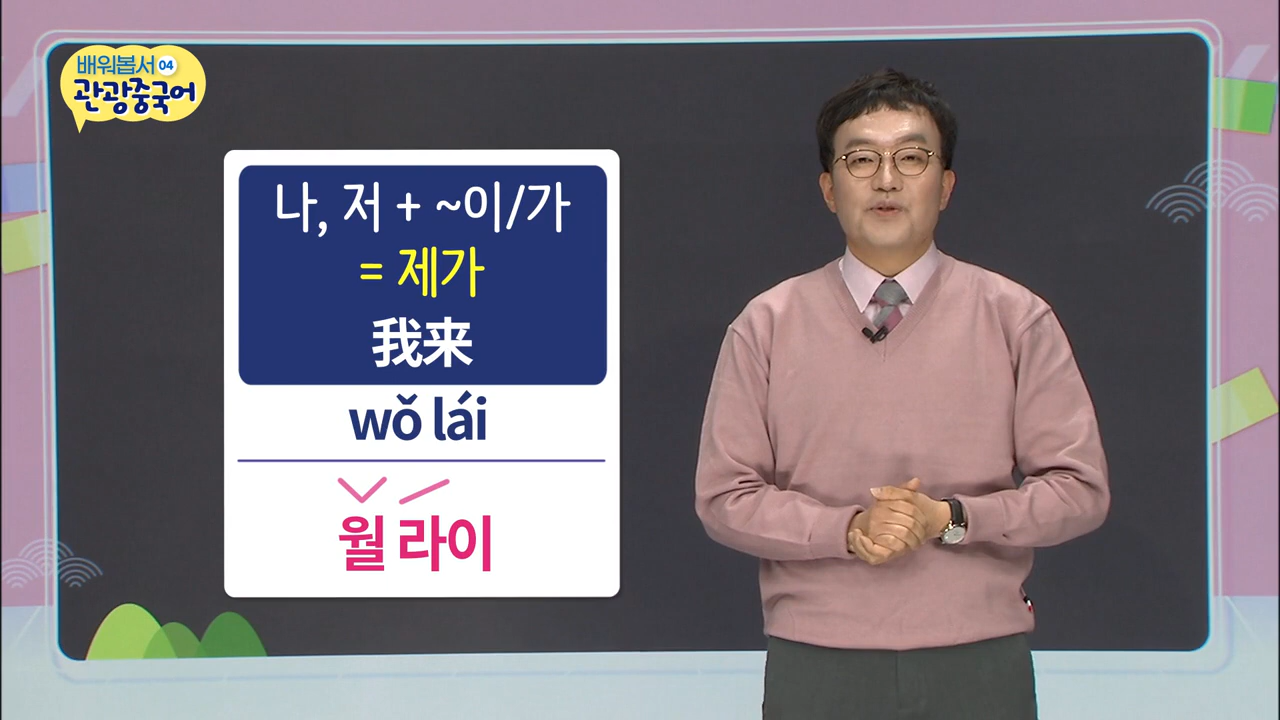 배워봅서 04
관광중국어
나, 저 + ~이/가
= 제가
我来
wǒ lái
월 라이